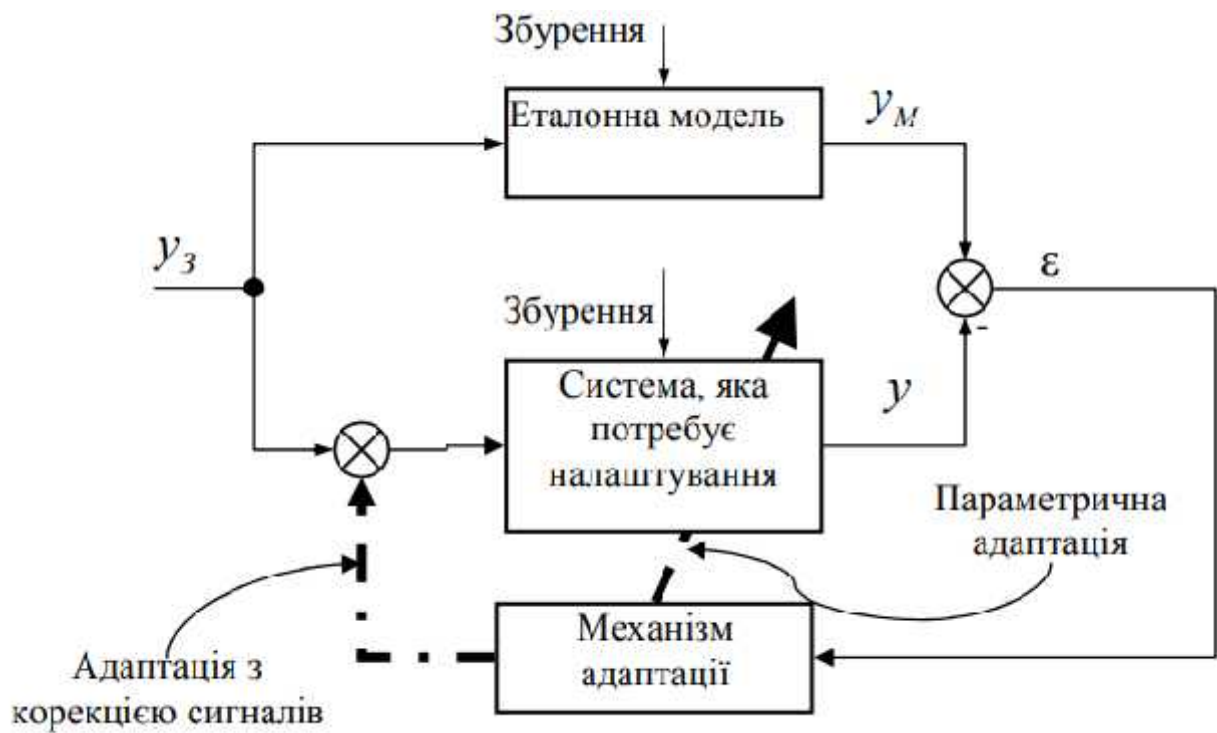 Збурення
Еталонна модель
y_M
y_З
ε
Збурення
-
Система, яка
потребує
налаштування
y
Параметрична
адаптація
Механізм
адаптації
Адаптація з
корекцією сигналів